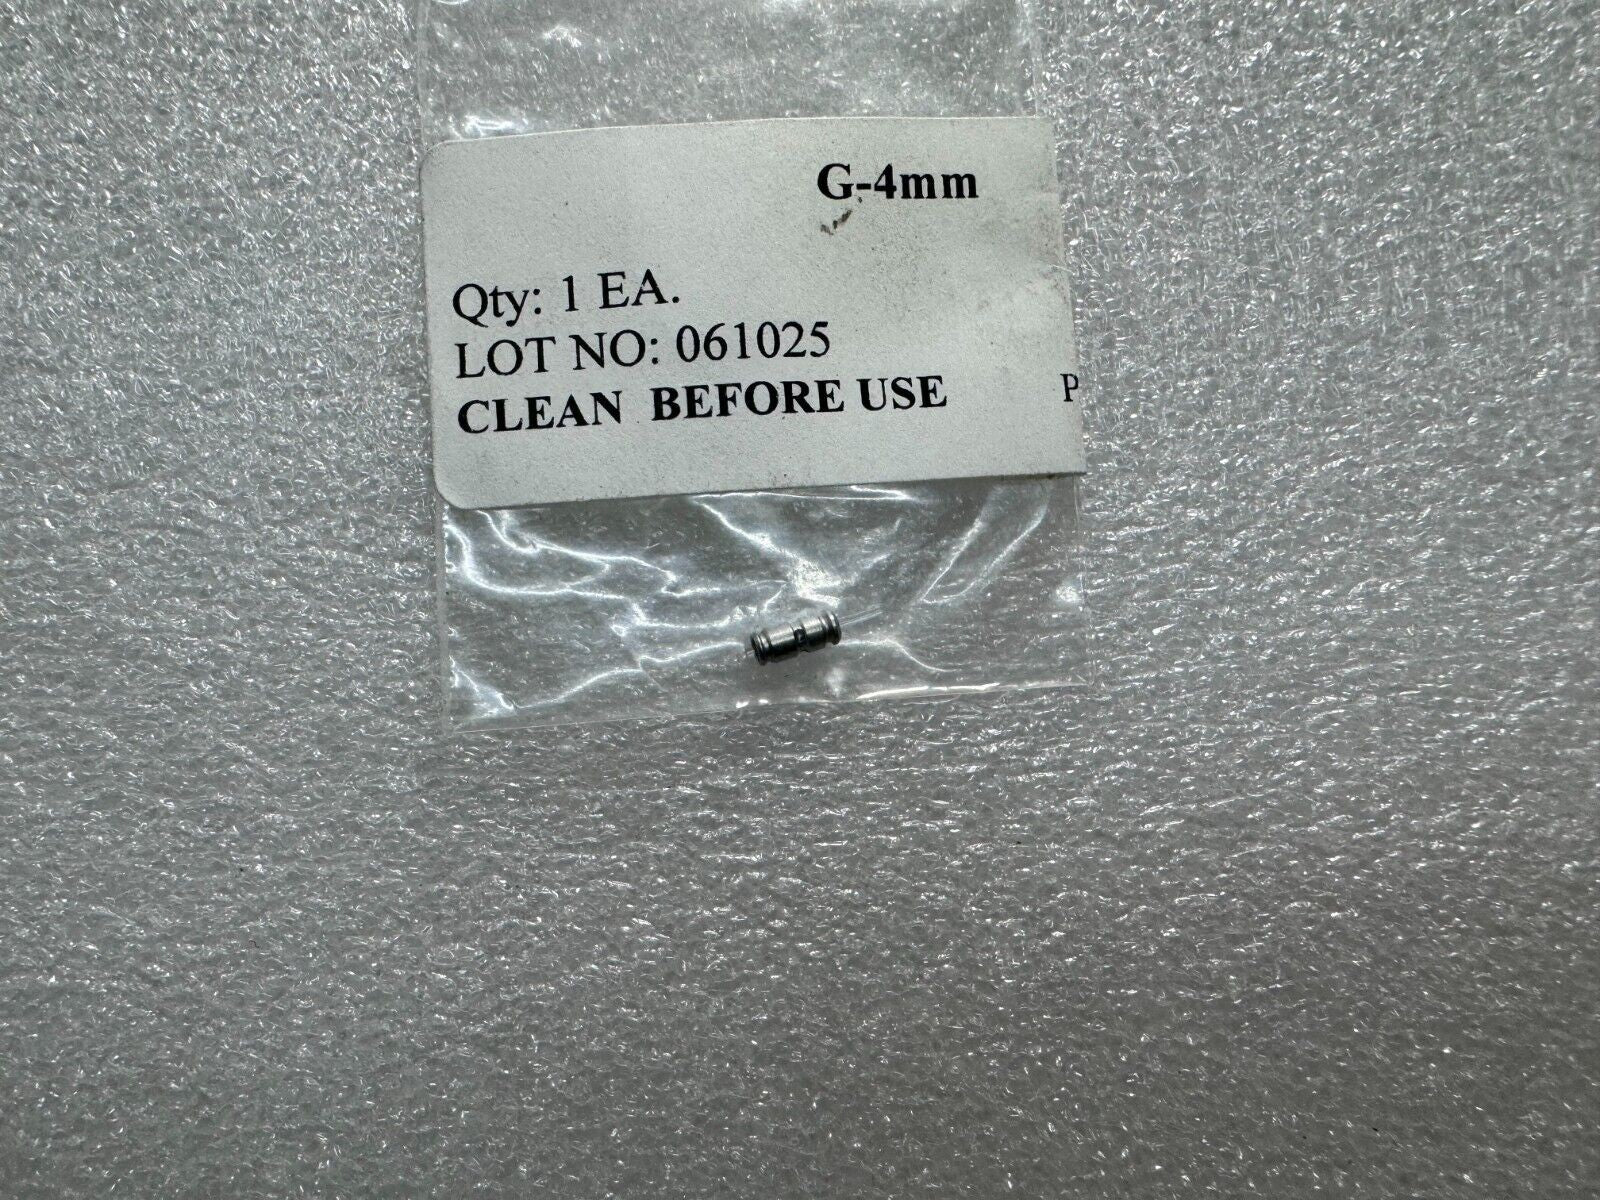 G-4mm
Qty: 1 EA.
LOT NO: 061025
CLEAN BEFORE USE P